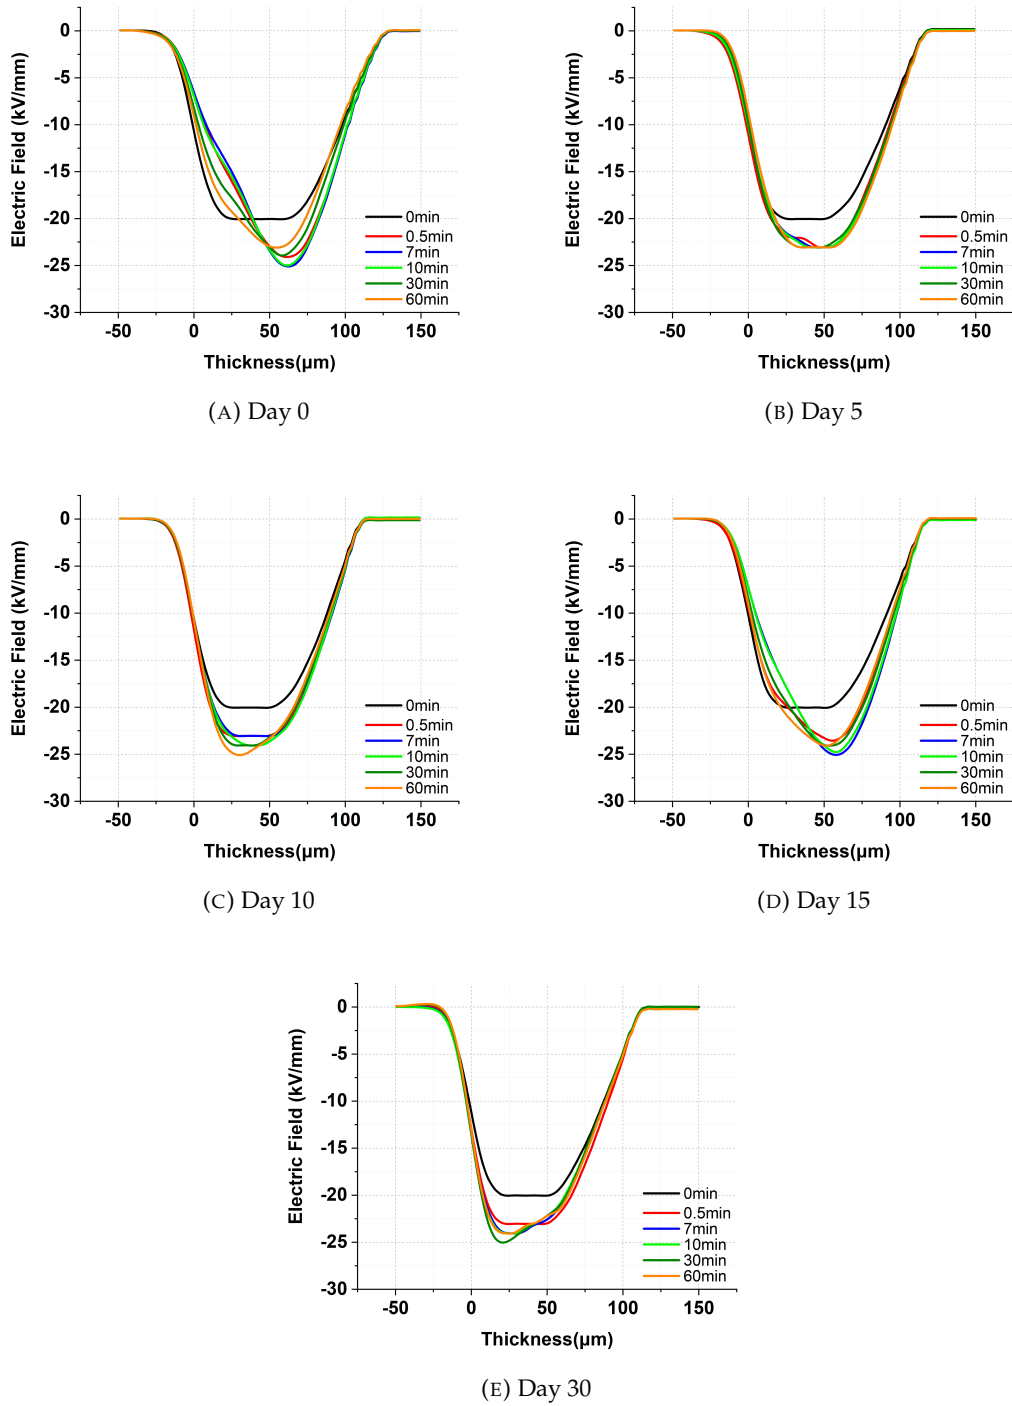 0
-5
-10
-15
-20
-25
-30
Electric Field (kV/mm)
-50 0 50 100 150
Thickness(µm)
0min
0.5min
7min
10min
30min
60min
(A) Day 0
0
-5
-10
-15
-20
-25
-30
Electric Field (kV/mm)
-50 0 50 100 150
Thickness(µm)
0min
0.5min
7min
10min
30min
60min
(B) Day 5
0
-5
-10
-15
-20
-25
-30
Electric Field (kV/mm)
-50 0 50 100 150
Thickness(µm)
0min
0.5min
7min
10min
30min
60min
(C) Day 10
0
-5
-10
-15
-20
-25
-30
Electric Field (kV/mm)
-50 0 50 100 150
Thickness(µm)
0min
0.5min
7min
10min
30min
60min
(D) Day 15
0
-5
-10
-15
-20
-25
-30
Electric Field (kV/mm)
-50 0 50 100 150
Thickness(µm)
0min
0.5min
7min
10min
30min
60min
(E) Day 30